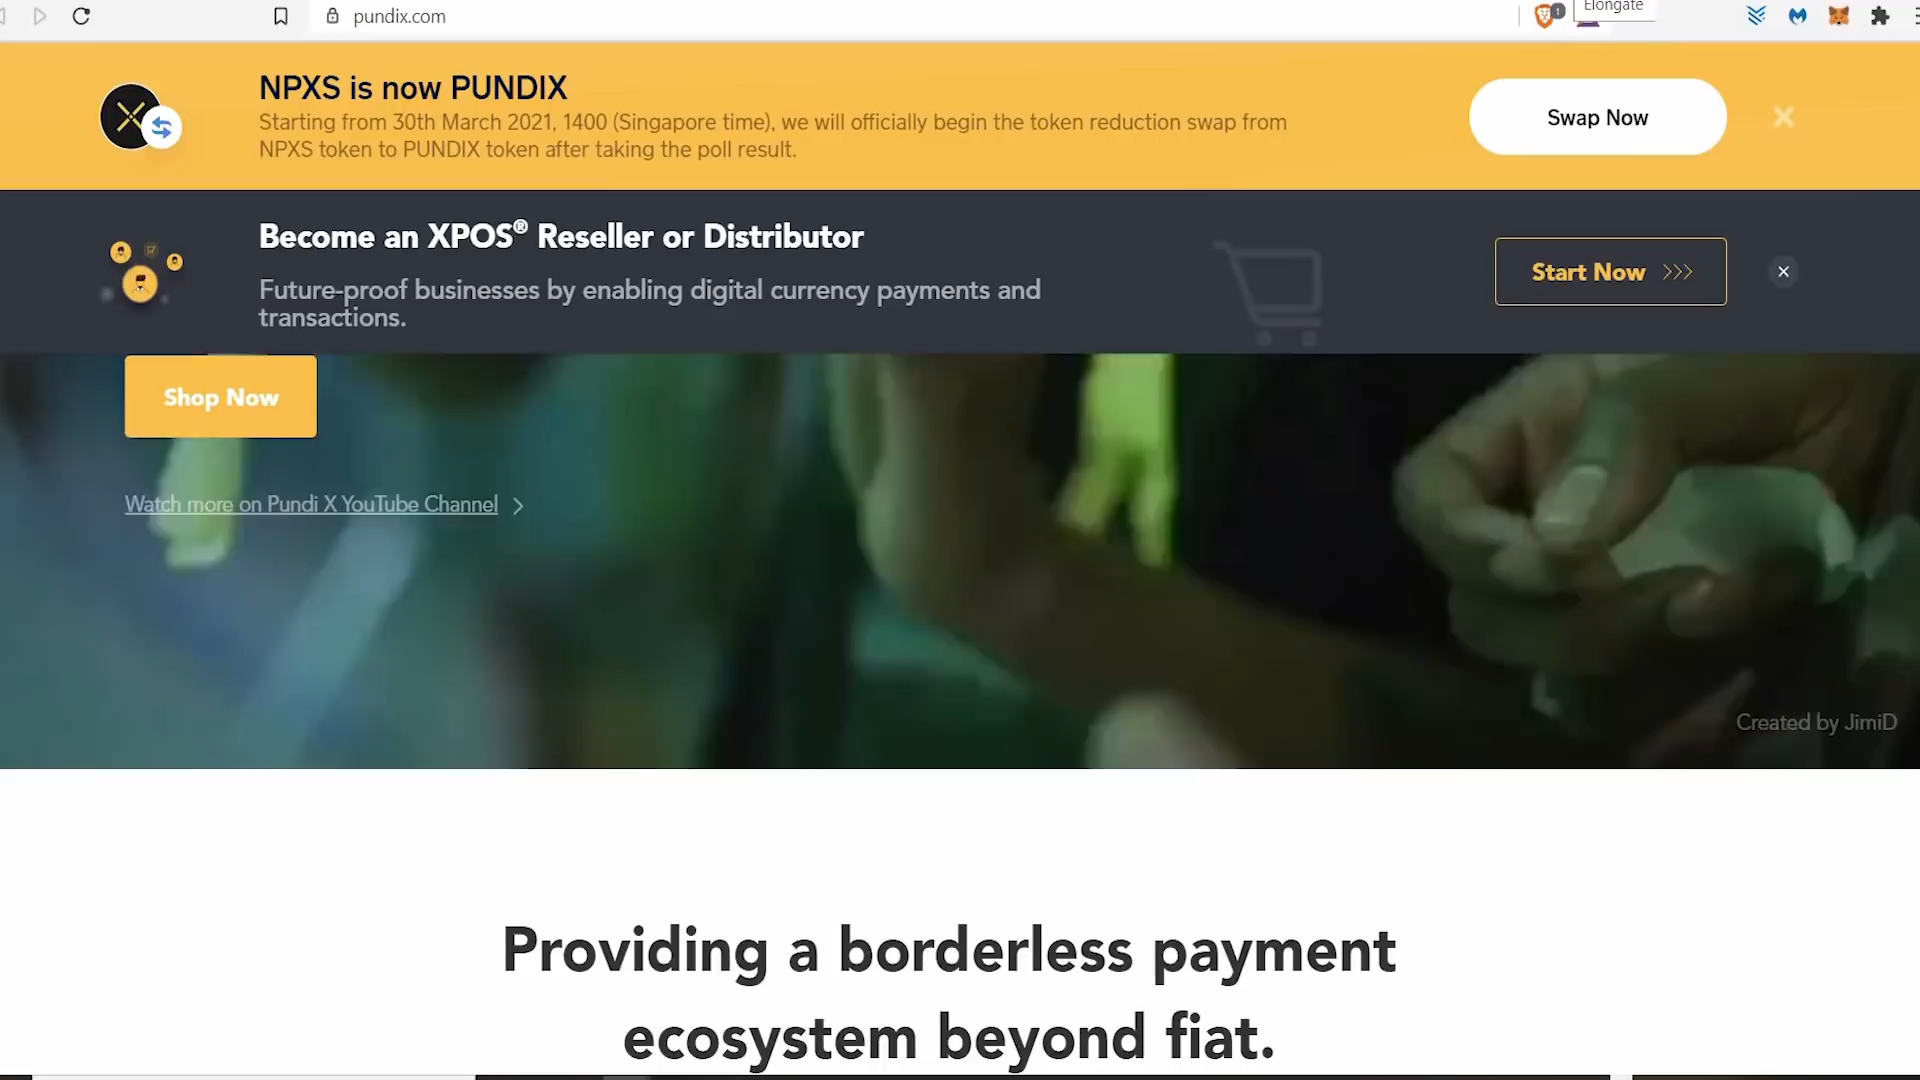 pundix.com
1
Elongate
NPXS is now PUNDIX
Starting from 30th March 2021, 1400 (Singapore time), we will officially begin the token reduction swap from
NPXS token to PUNDIX token after taking the poll result.
Swap Now
Become an XPOS® Reseller or Distributor
Future-proof businesses by enabling digital currency payments and
transactions.
Start Now
Shop Now
Watch more on Pundi X YouTube Channel
Created by JimiD
Providing a borderless payment
ecosystem beyond fiat.